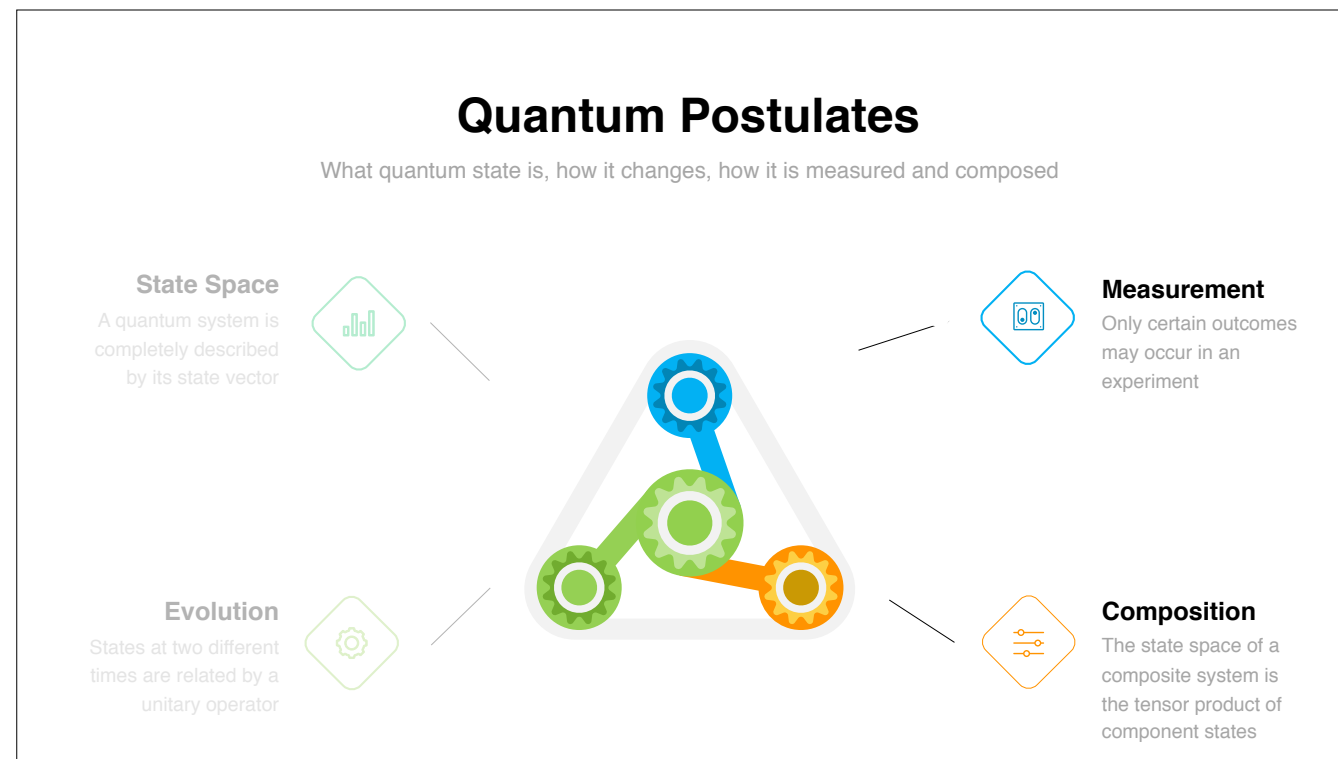 Quantum Postulates
What quantum state is, how it changes, how it is measured and composed
State Space
A quantum system is
completely described
by its state vector
Measurement
Only certain outcomes
may occur in an
experiment
Evolution
States at two different
times are related by a
unitary operator
Composition
The state space of a
composite system is
the tensor product of
component states